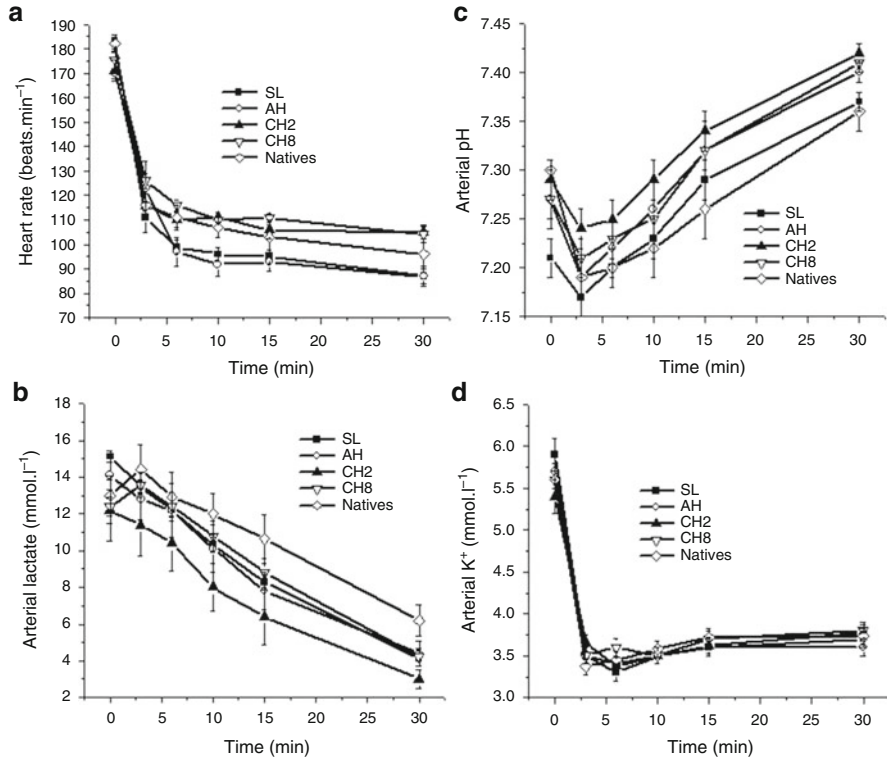 a
190
180
170
160
150
140
130
120
110
100
90
80
70
Heart rate (beats.min⁻¹)
SL
AH
CH2
CH8
Natives
0 5 10 15 20 25 30
Time (min)
c
7.40
7.35
7.30
7.25
7.20
7.15
Arterial pH
SL
AH
CH2
CH8
Natives
0 5 10 15 20 25 30
Time (min)
b
18
16
14
12
10
8
6
4
2
Arterial lactate (mmol.l⁻¹)
SL
AH
CH2
CH8
Natives
0 5 10 15 20 25 30
Time (min)
d
6.5
6.0
5.5
5.0
4.5
4.0
3.5
3.0
Arterial K⁺ (mmol.l⁻¹)
SL
AH
CH2
CH8
Natives
0 5 10 15 20 25 30
Time (min)